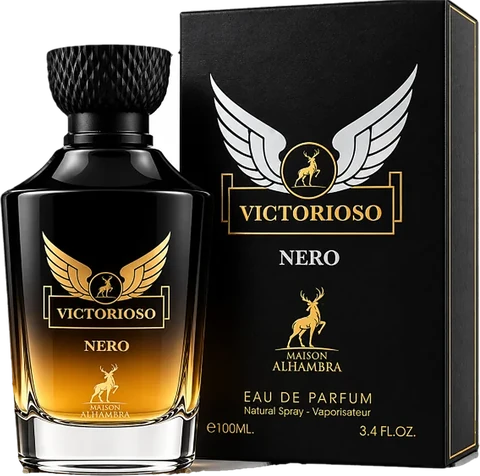 VICTORIOSO
NERO
MAISON
ALHAMBRA
VICTORIOSO
NERO
MAISON
ALHAMBRA
EAU DE PARFUM
Natural Spray - Vaporisateur
℮100ML.
3.4 FL.OZ.